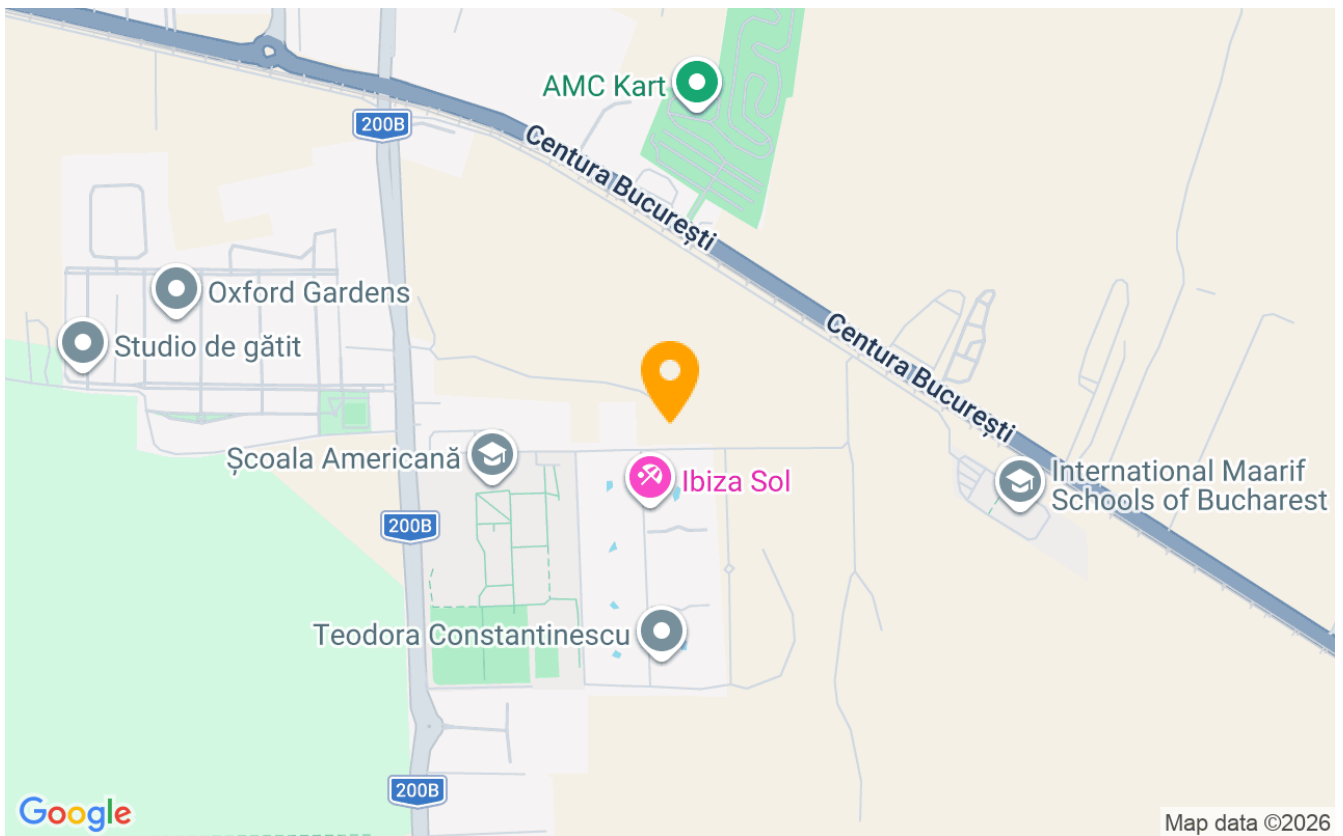 AMC Kart
200B
Centura București
Oxford Gardens
Studio de gătit
Centura București
Școala Americană
Ibiza Sol
International Maarif
Schools of Bucharest
200B
Teodora Constantinescu
200B
Google
Map data ©2026